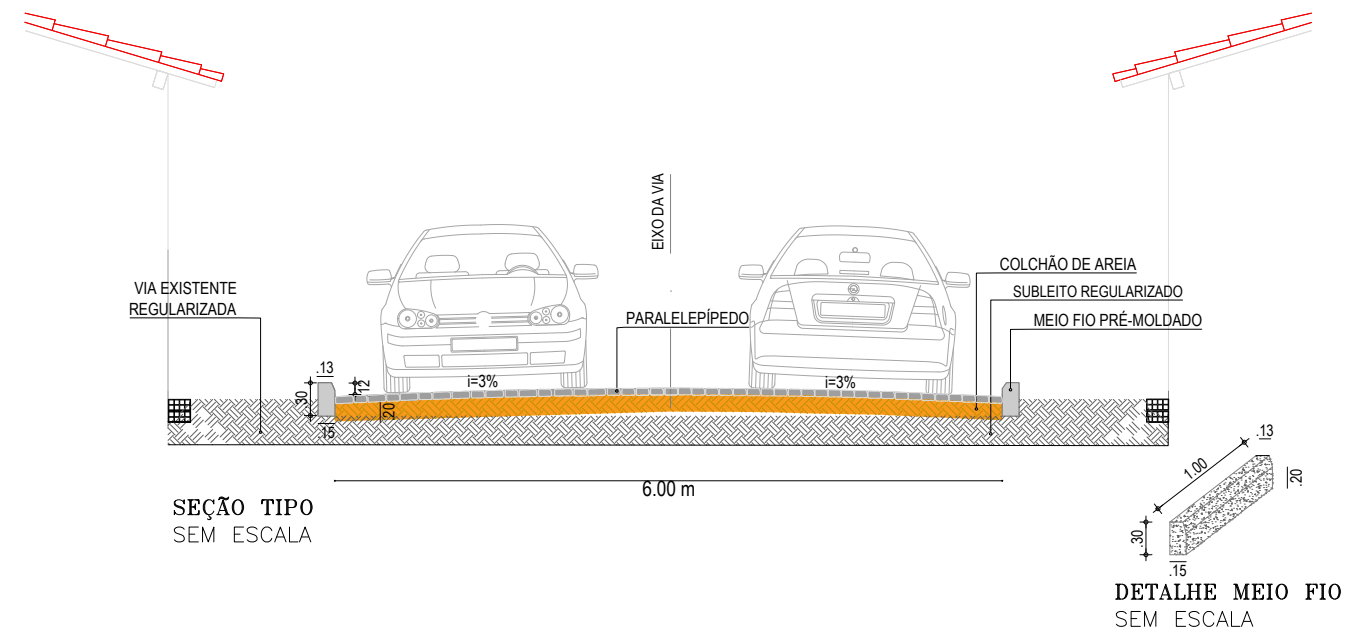 EIXO DA VIA
VIA EXISTENTE
REGULARIZADA
COLCHÃO DE AREIA
SUBLEITO REGULARIZADO
PARALELEPÍPEDO
MEIO FIO PRÉ-MOLDADO
.13
.30
.12
i=3%
i=3%
.20
.15
6.00 m
SEÇÃO TIPO
SEM ESCALA
.13
1.00
.20
.30
.15
DETALHE MEIO FIO
SEM ESCALA